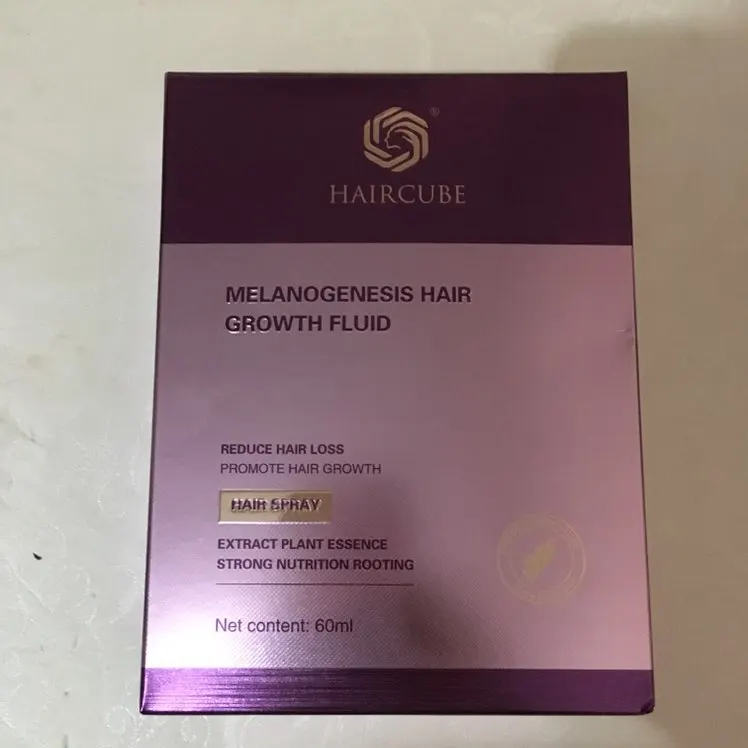 ®
HAIRCUBE
MELANOGENESIS HAIR
GROWTH FLUID
REDUCE HAIR LOSS
PROMOTE HAIR GROWTH
HAIR SPRAY
EXTRACT PLANT ESSENCE
STRONG NUTRITION ROOTING
Net content: 60ml